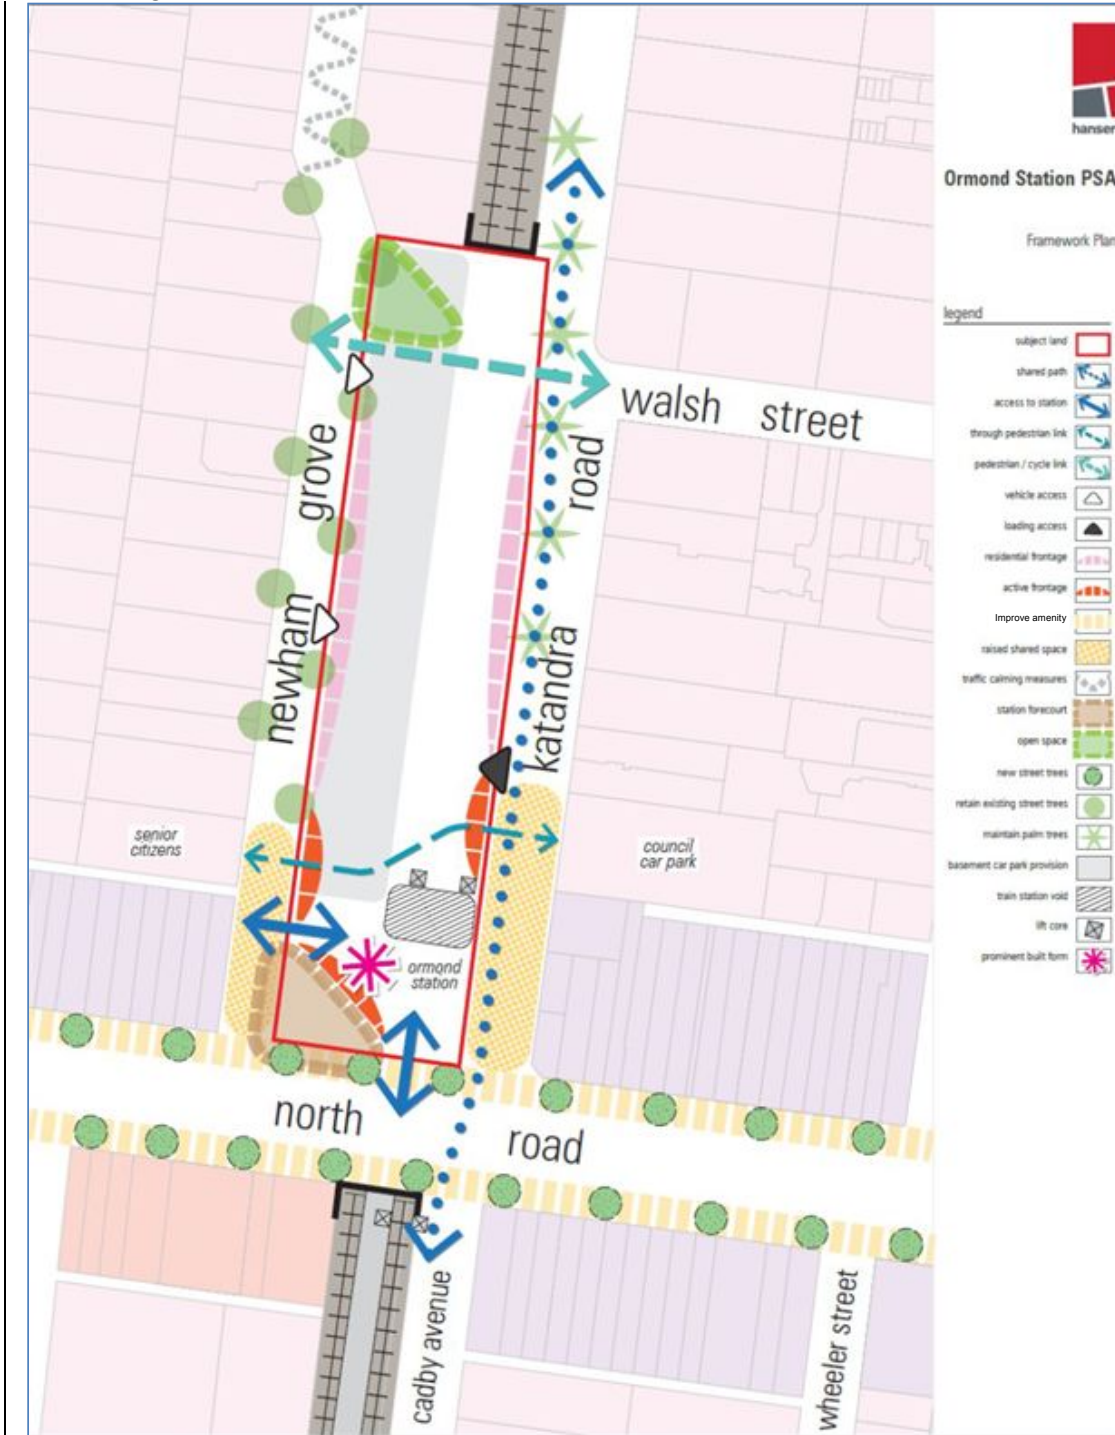 hansen
Ormond Station PSA
Framework Plan
legend
subject land
shared path
access to station
through pedestrian link
pedestrian / cycle link
vehicle access
loading access
residential frontage
active frontage
Improve amenity
raised shared space
traffic calming measures
station forecourt
open space
new street trees
retain existing street trees
maintain palm trees
basement car park provision
train station void
lift core
prominent built form
walsh street
newham grove
katandra road
senior
citizens
council
car park
ormond
station
north road
cadby avenue
wheeler street